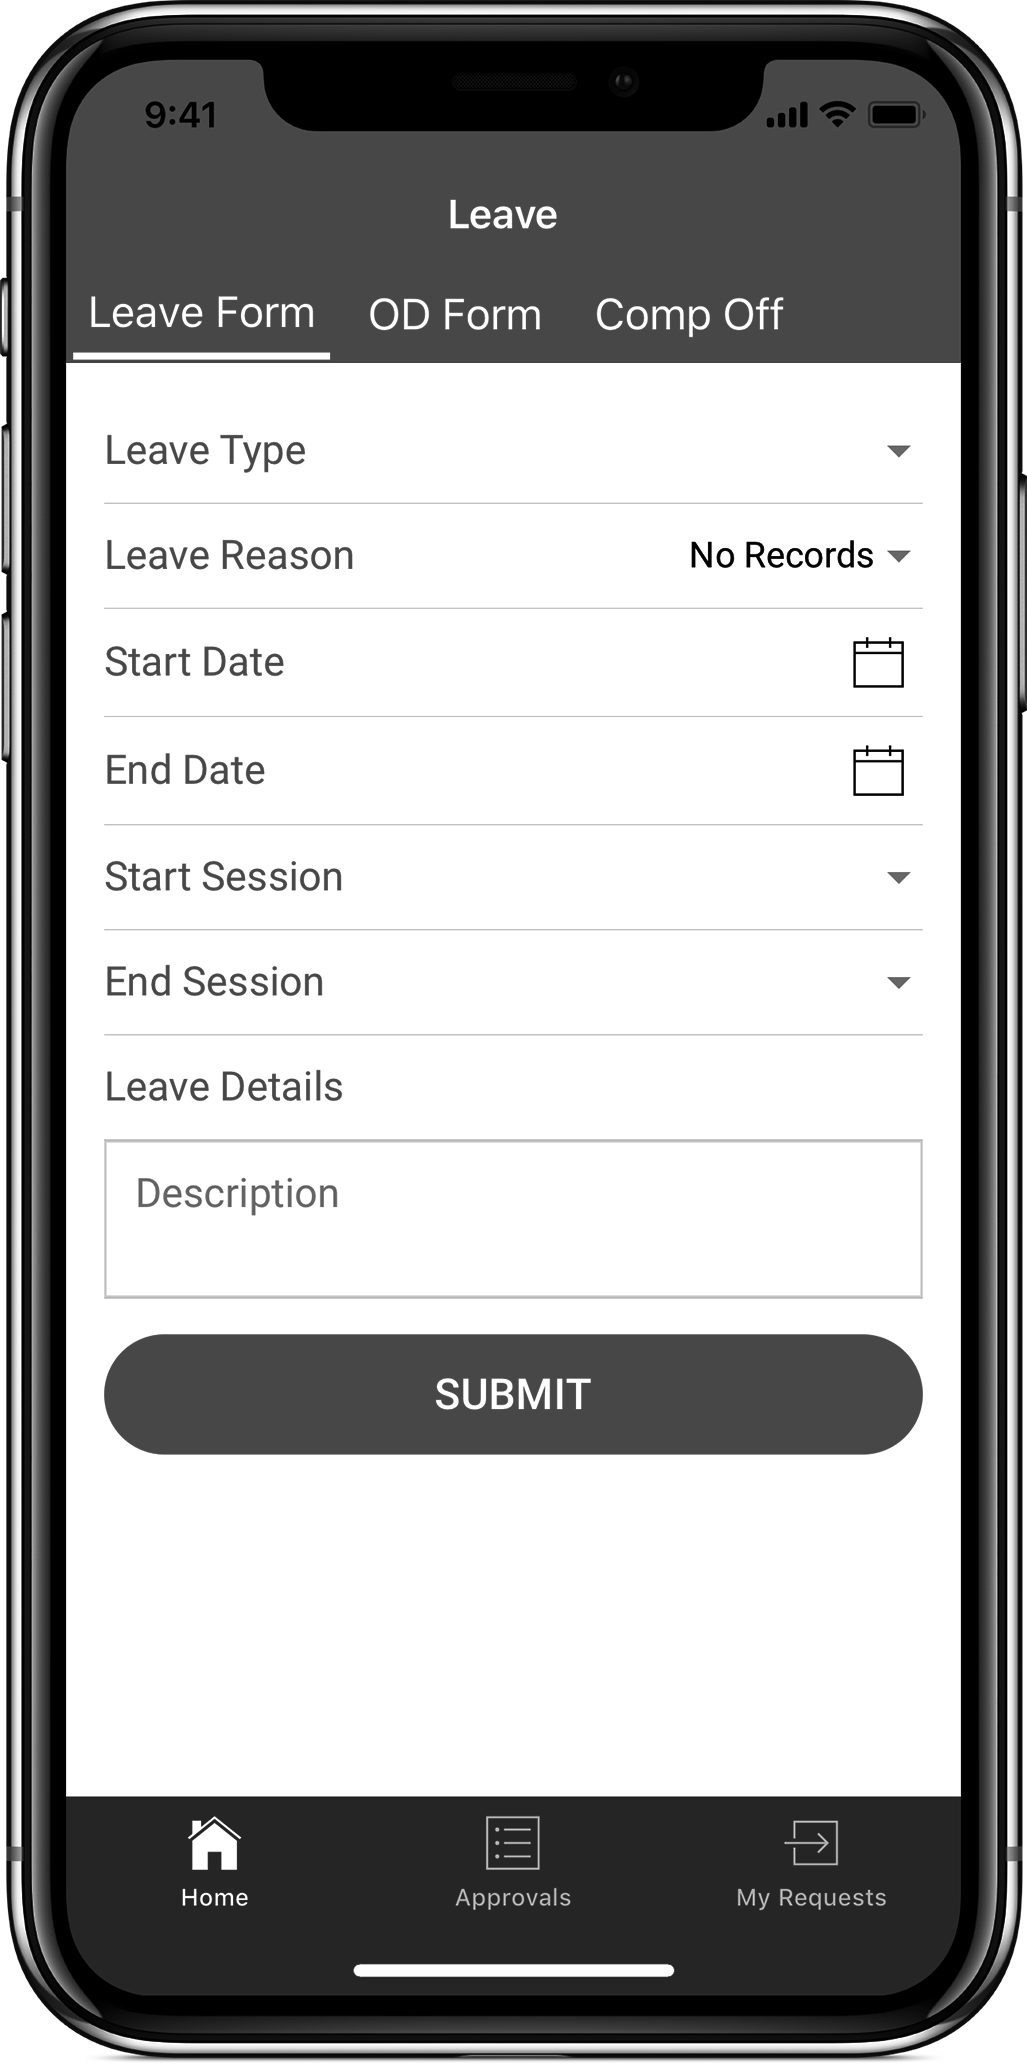 9:41
Leave
Leave Form OD Form Comp Off
Leave Type
Leave Reason No Records
Start Date
End Date
Start Session
End Session
Leave Details
Description
SUBMIT
Home Approvals My Requests